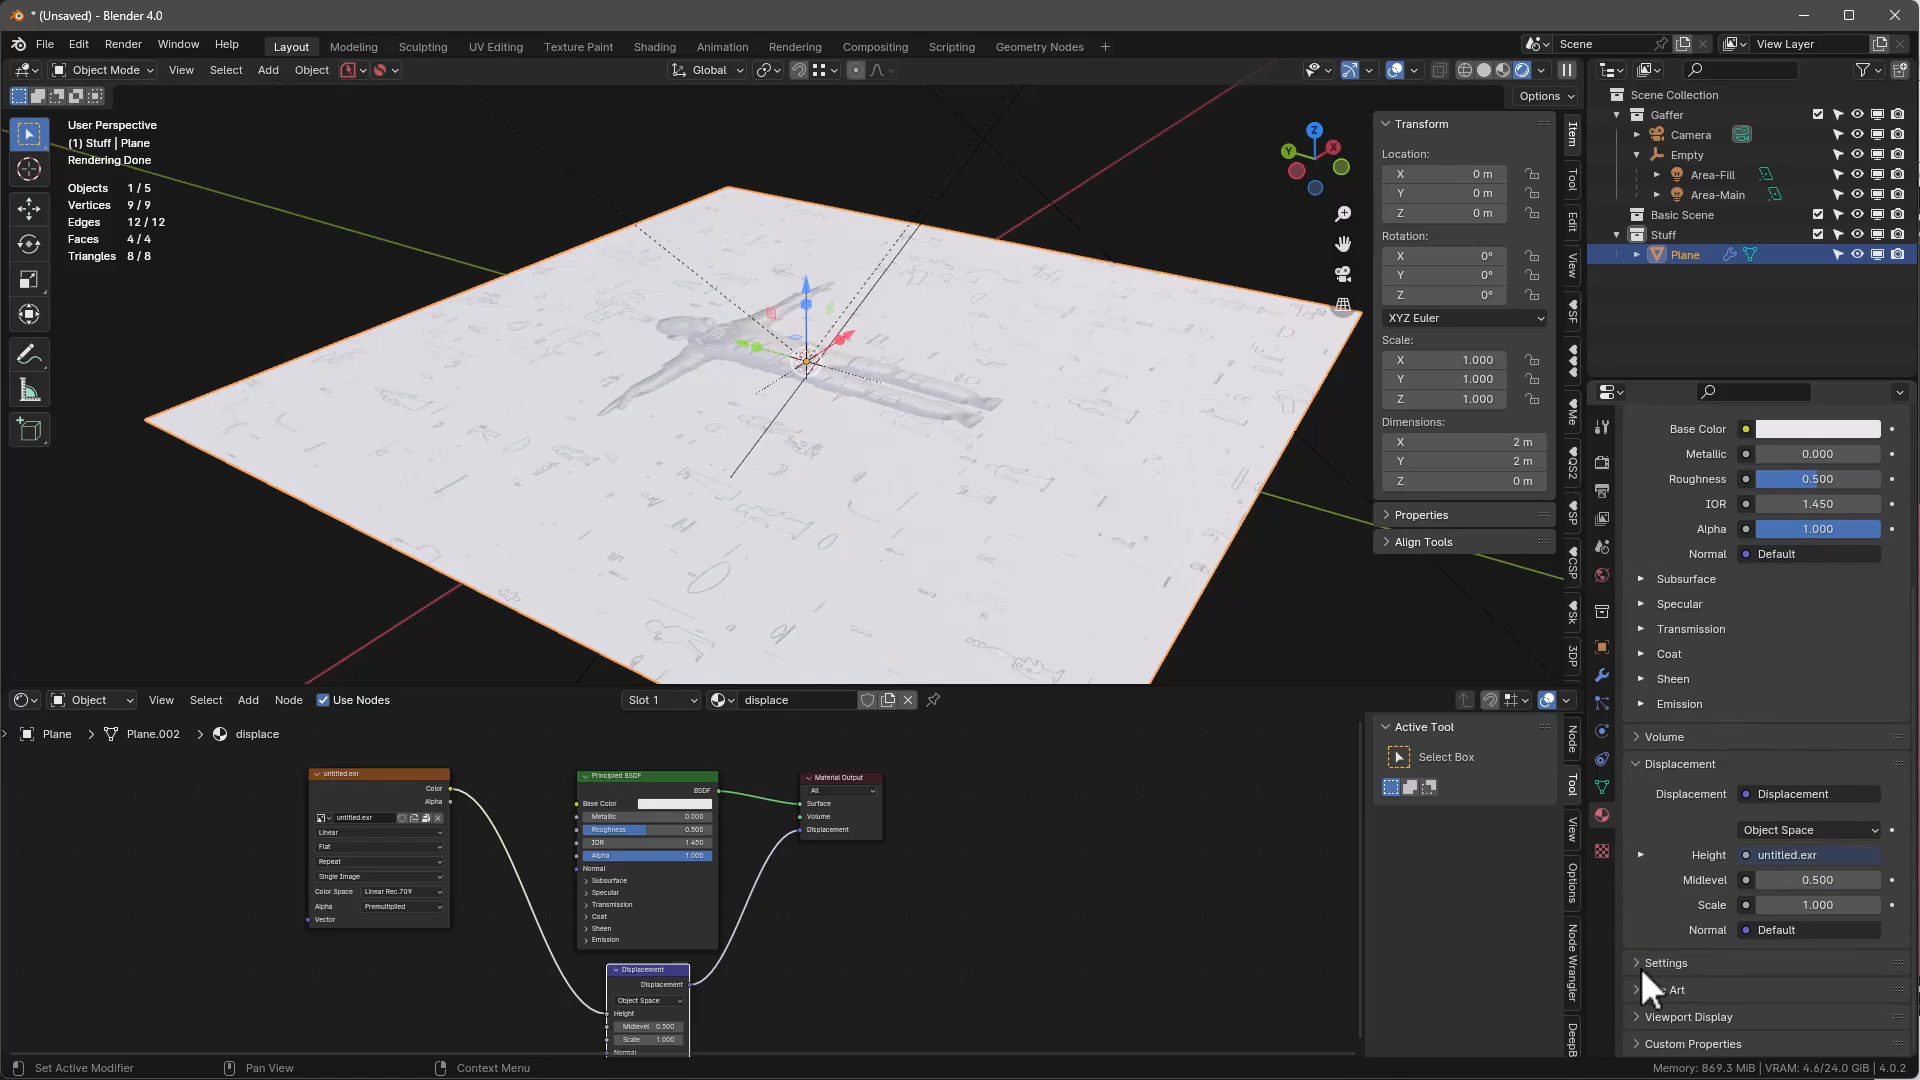 * (Unsaved) - Blender 4.0
File Edit Render Window Help
Layout Modeling Sculpting UV Editing Texture Paint Shading Animation Rendering Compositing Scripting Geometry Nodes +
Scene
View Layer
Object Mode View Select Add Object
Global
Options
User Perspective
(1) Stuff | Plane
Rendering Done
Objects 1 / 5
Vertices 9 / 9
Edges 12 / 12
Faces 4 / 4
Triangles 8 / 8
Z
Y
X
Transform
Location:
X 0 m
Y 0 m
Z 0 m
Rotation:
X 0°
Y 0°
Z 0°
XYZ Euler
Scale:
X 1.000
Y 1.000
Z 1.000
Dimensions:
X 2 m
Y 2 m
Z 0 m
Properties
Align Tools
Item
Tool
Edit
View
SF
Me
QS2
SP
CSP
Sk
3DP
Scene Collection
Gaffer
Camera
Empty
Area-Fill
Area-Main
Basic Scene
Stuff
Plane
Base Color
Metallic 0.000
Roughness 0.500
IOR 1.450
Alpha 1.000
Normal Default
Subsurface
Specular
Transmission
Coat
Sheen
Emission
Volume
Displacement
Displacement Displacement
Object Space
Height untitled.exr
Midlevel 0.500
Scale 1.000
Normal Default
Settings
Art
Viewport Display
Custom Properties
Object View Select Add Node Use Nodes
Slot 1
displace
Plane > Plane.002 > displace
untitled.exr
Color
Alpha
untitled.exr
Linear
Flat
Repeat
Single Image
Color Space Linear Rec.709
Alpha Premultiplied
Vector
Principled BSDF
BSDF
Base Color
Metallic 0.000
Roughness 0.500
IOR 1.450
Alpha 1.000
Normal
Subsurface
Specular
Transmission
Coat
Sheen
Emission
Material Output
All
Surface
Volume
Displacement
Displacement
Displacement
Object Space
Height
Midlevel 0.500
Scale 1.000
Normal
Active Tool
Select Box
Node
Tool
View
Options
Node Wrangler
DeepB
Set Active Modifier
Pan View
Context Menu
Memory: 869.3 MiB | VRAM: 4.6/24.0 GiB | 4.0.2